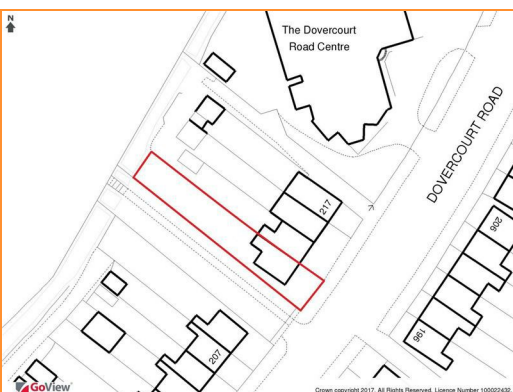 N
The Dovercourt
Road Centre
DOVERCOURT ROAD
217
206
196
207
GoView
Crown copyright 2017. All Rights Reserved. Licence Number 100022432